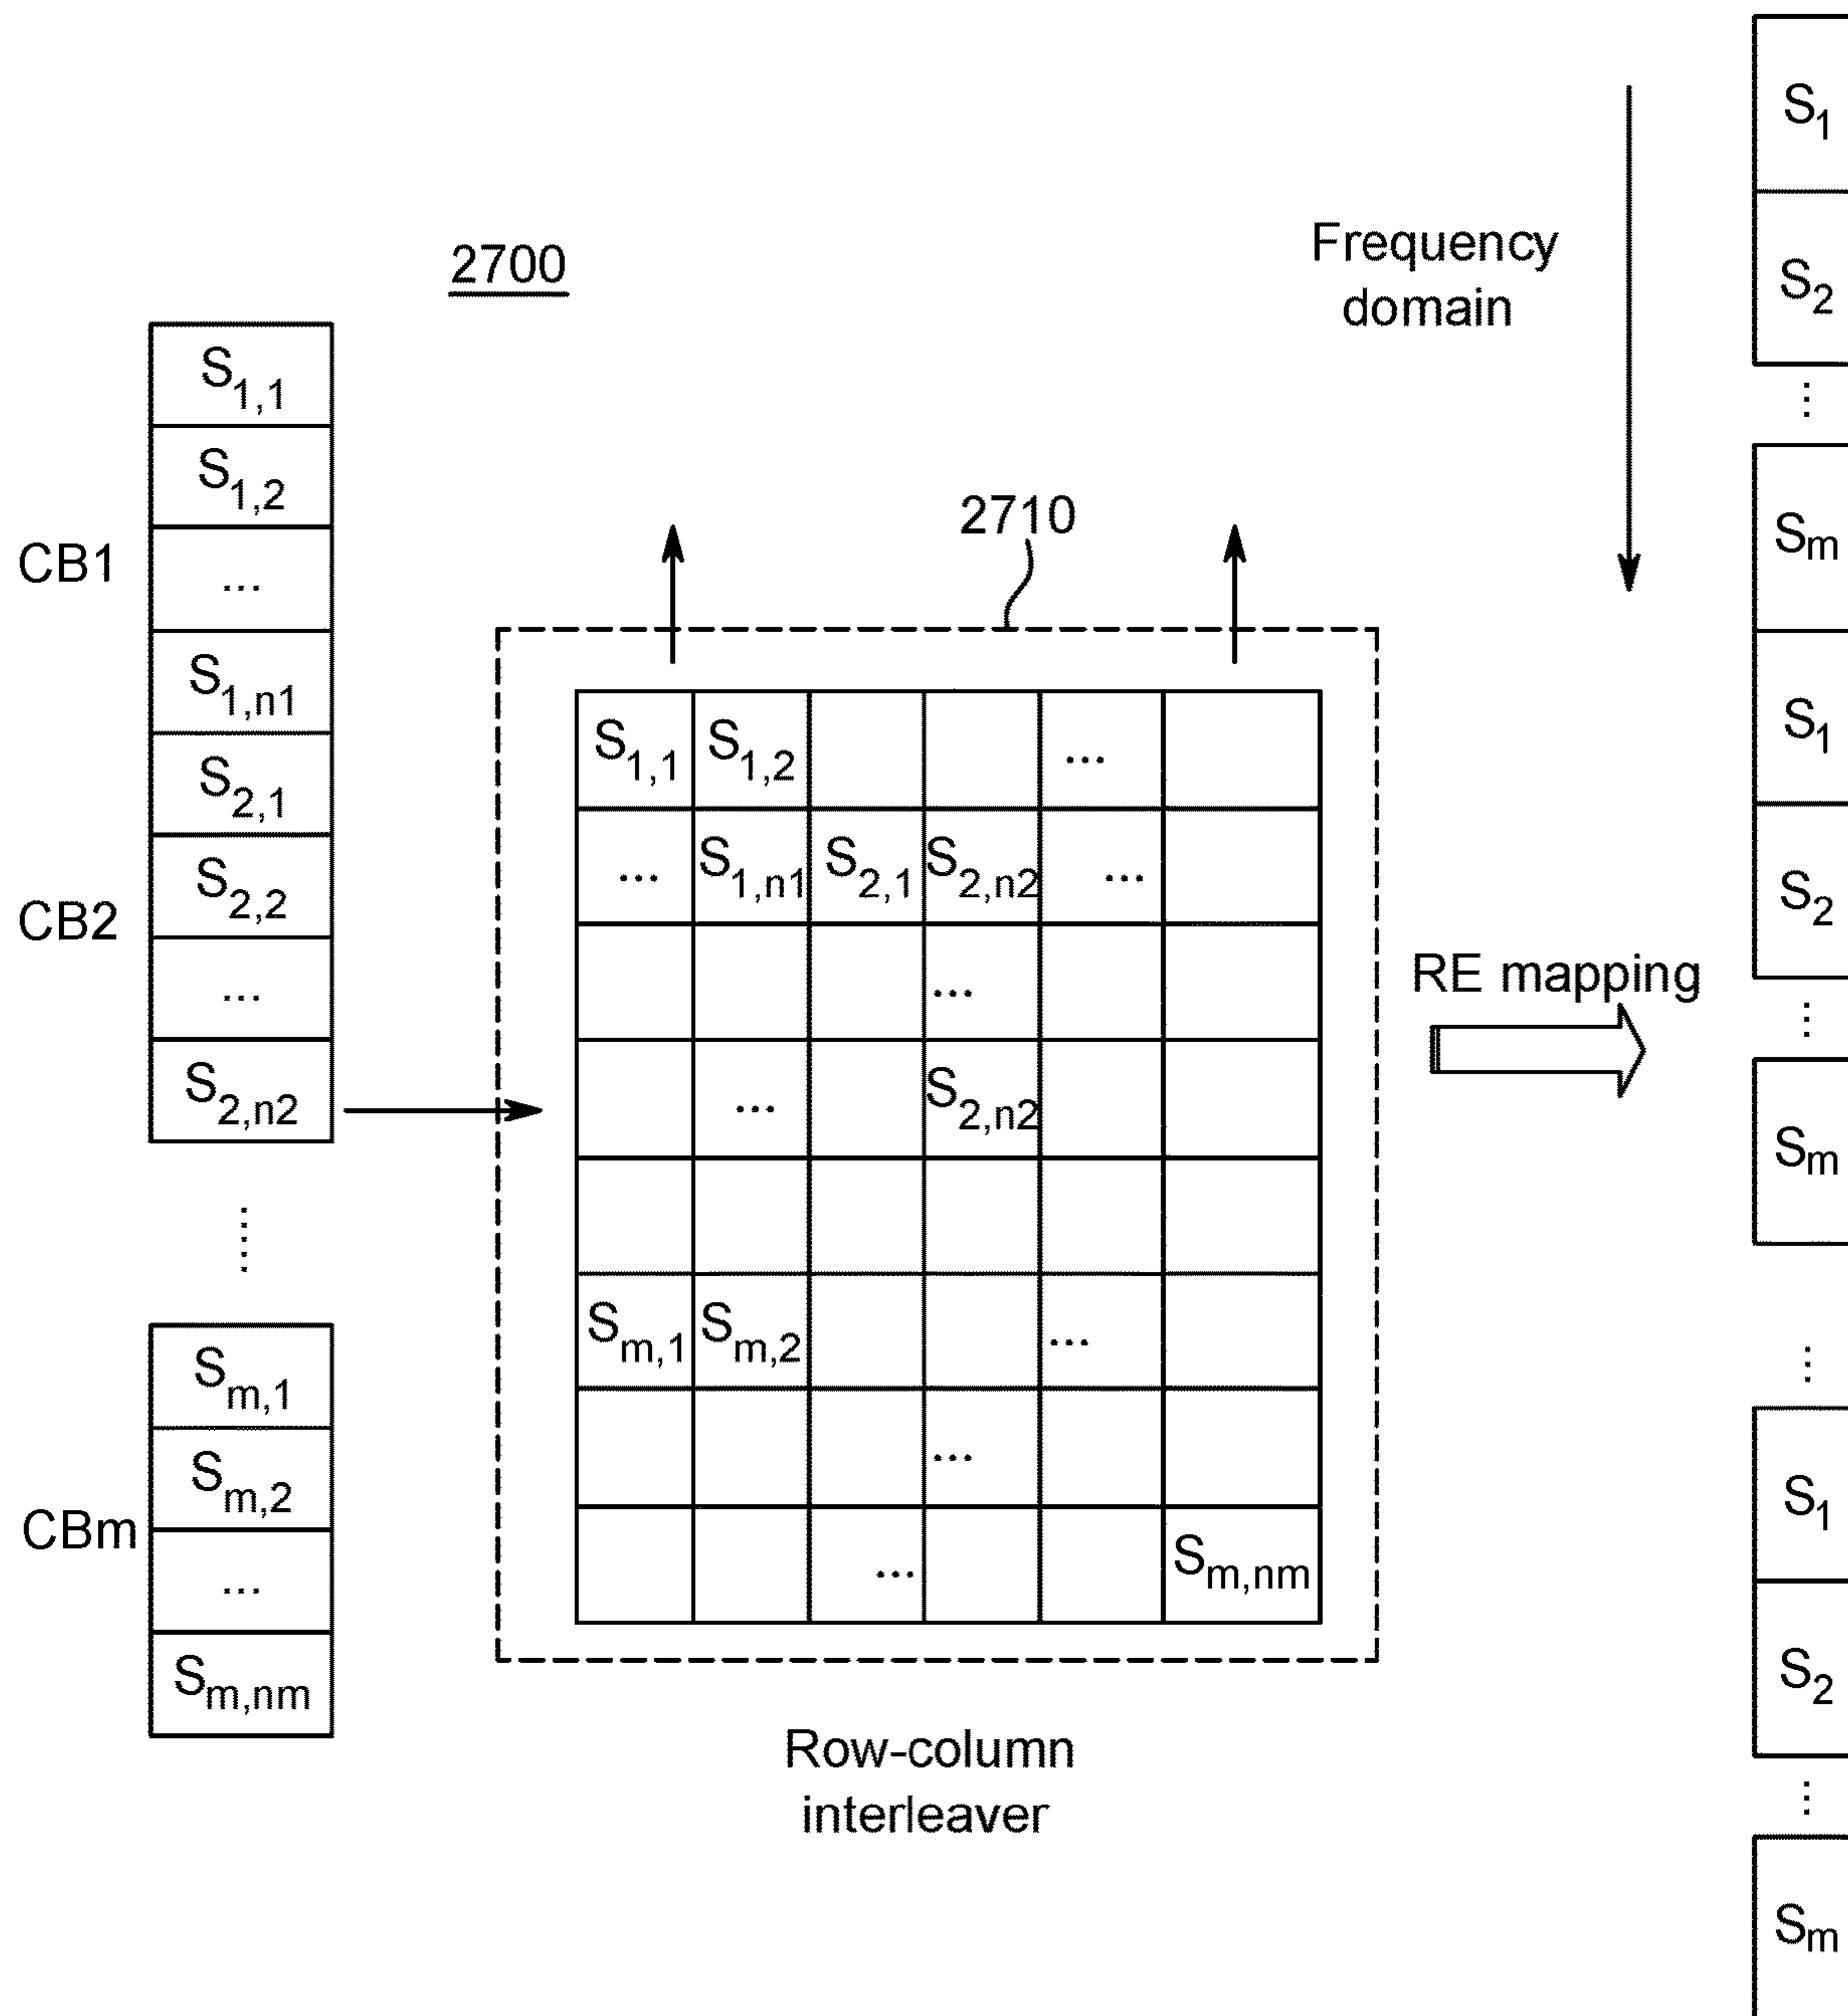 2700
CB1
S1,1
S1,2
...
S1,n1
CB2
S2,1
S2,2
...
S2,n2
......
CBm
Sm,1
Sm,2
...
Sm,nm
2710
S1,1 S1,2 ...
... S1,n1 S2,1 S2,n2 ...
...
... S2,n2
Sm,1 Sm,2 ...
...
... Sm,nm
Row-column
interleaver
RE mapping
Frequency
domain
S1
S2
...
Sm
S1
S2
...
Sm
...
S1
S2
...
Sm